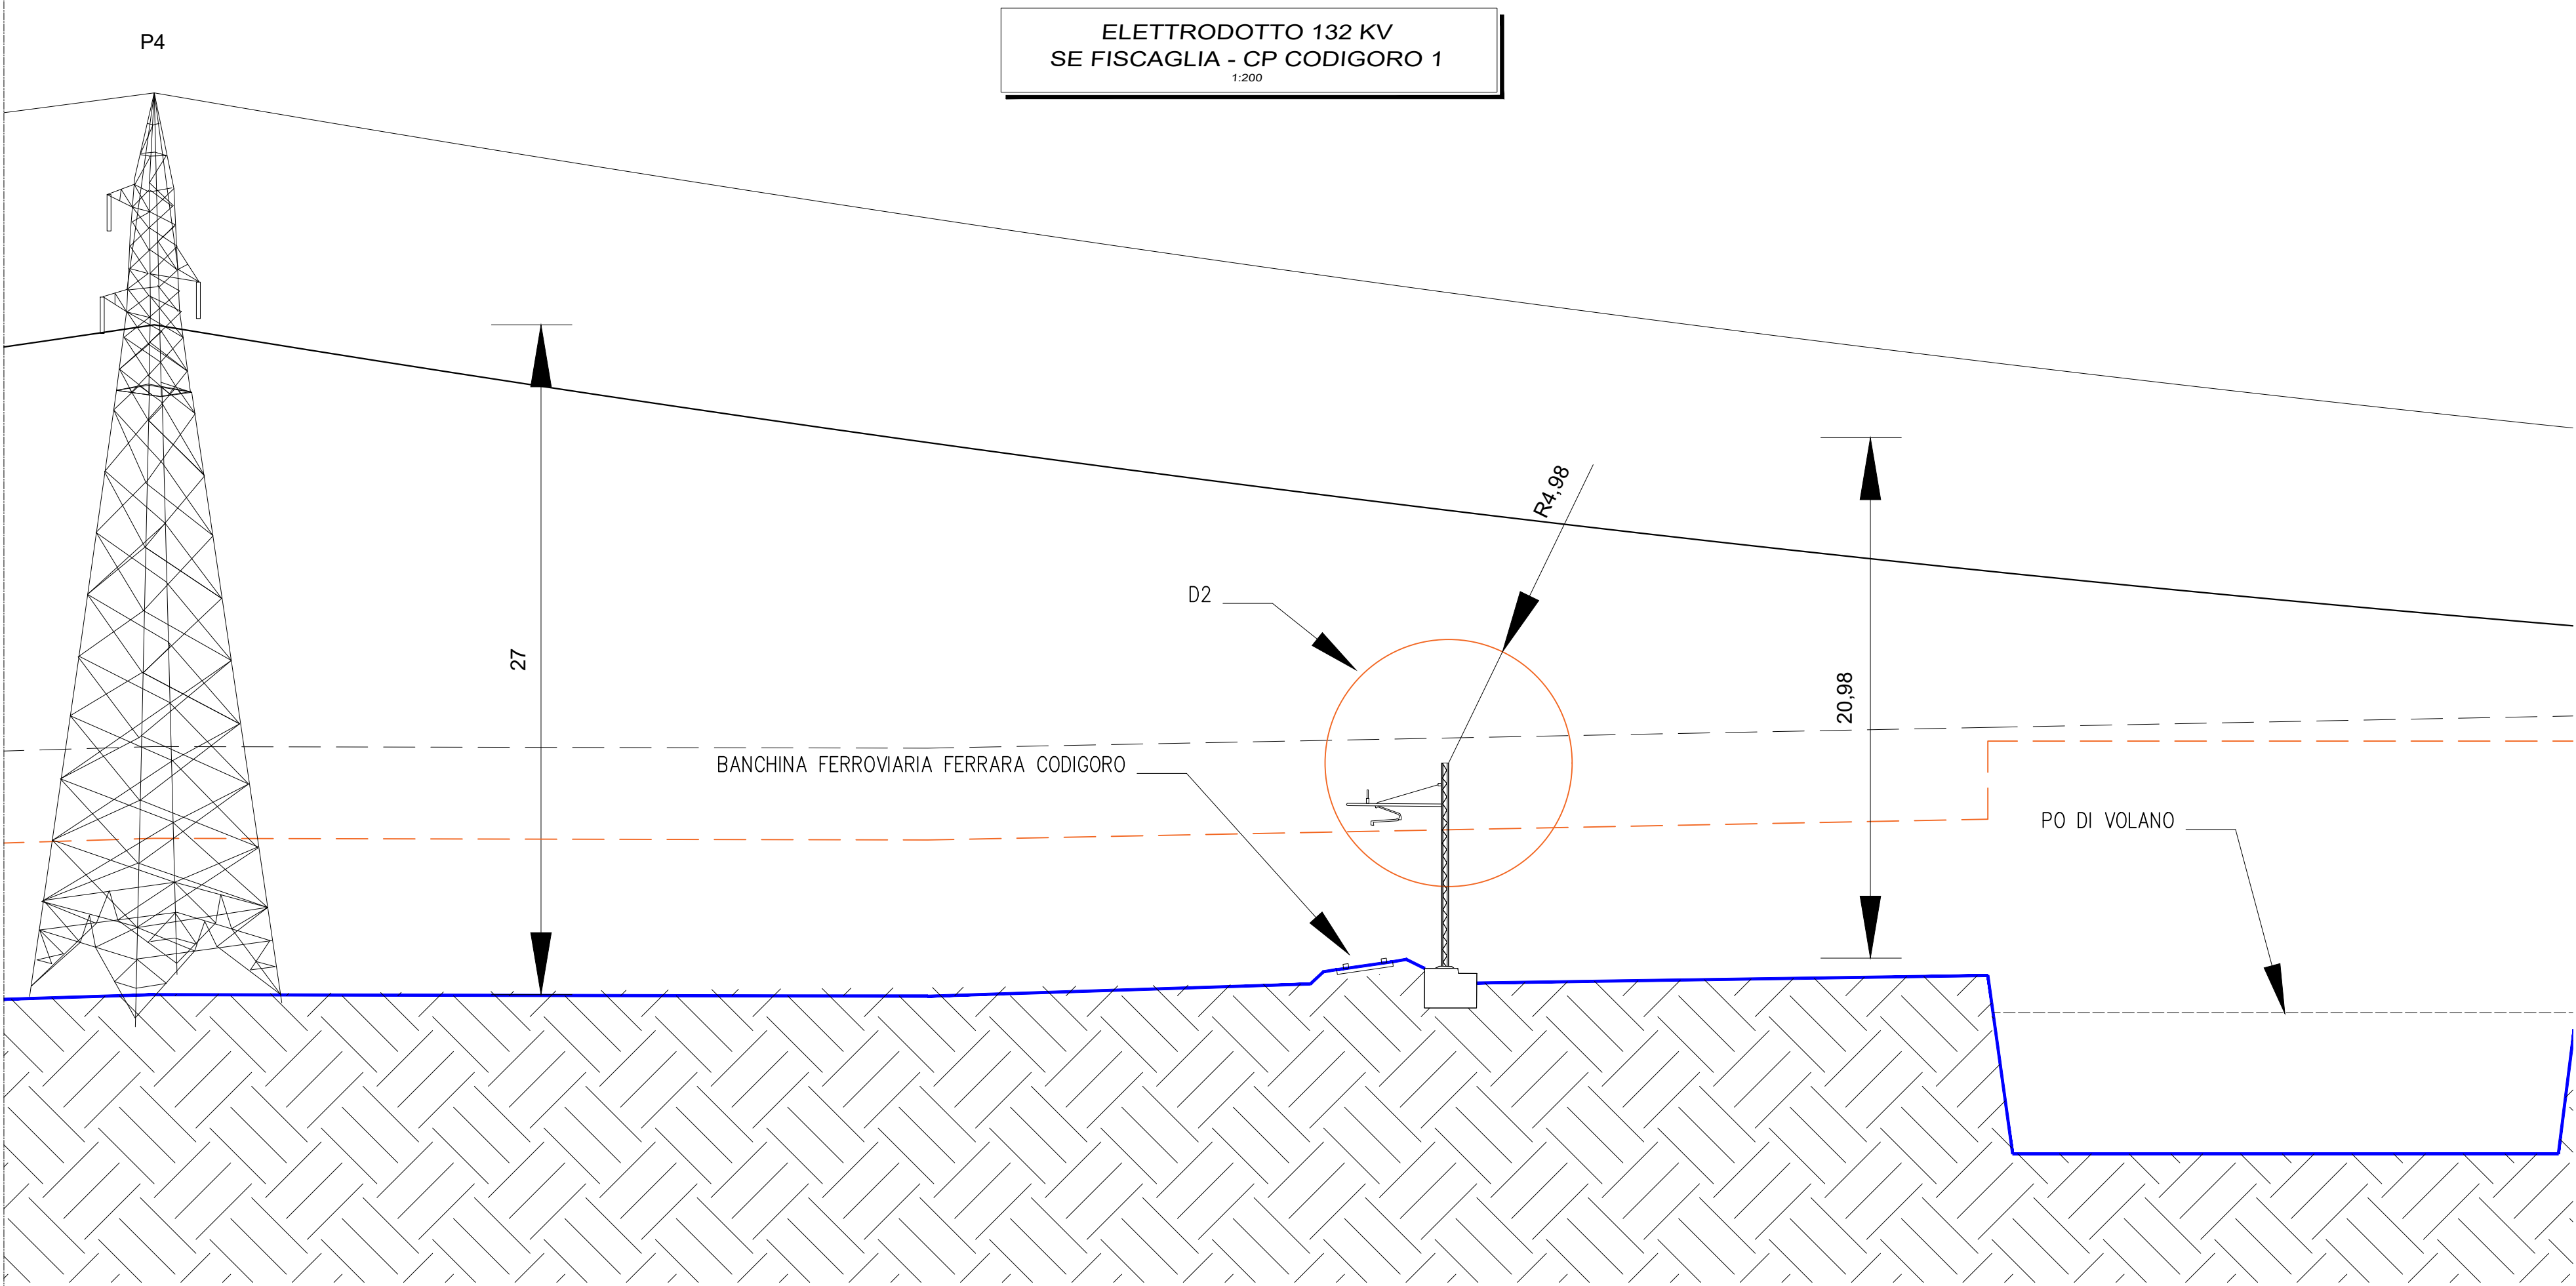 P4
ELETTRODOTTO 132 KV
SE FISCAGLIA - CP CODIGORO 1
1:200
R4,98
D2
27
20,98
BANCHINA FERROVIARIA FERRARA CODIGORO
PO DI VOLANO